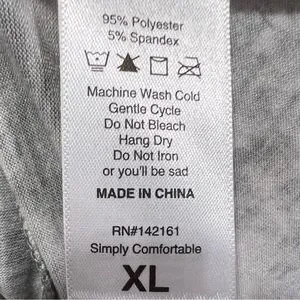 95% Polyester
5% Spandex
Machine Wash Cold
Gentle Cycle
Do Not Bleach
Hang Dry
Do Not Iron
or you'll be sad
MADE IN CHINA
RN#142161
Simply Comfortable
XL